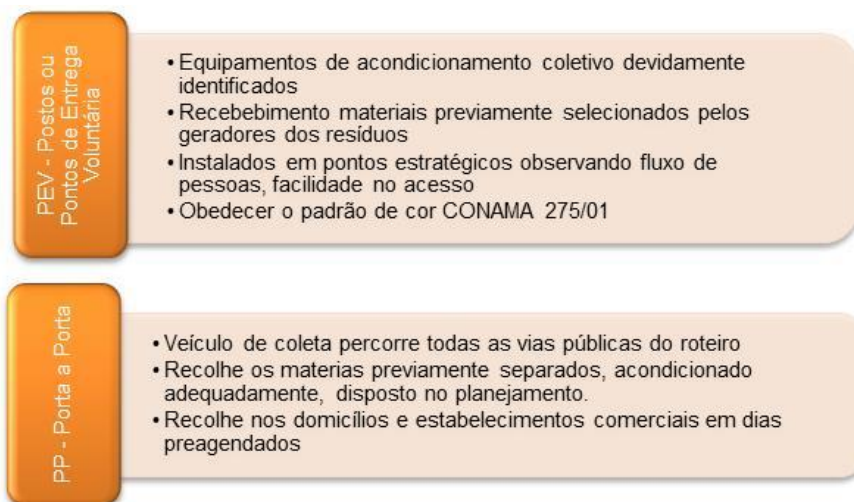 PEV - Postos ou
Pontos de Entrega
Voluntária
• Equipamentos de acondicionamento coletivo devidamente
identificados
• Recebebimento materiais previamente selecionados pelos
geradores dos resíduos
• Instalados em pontos estratégicos observando fluxo de
pessoas, facilidade no acesso
• Obedecer o padrão de cor CONAMA 275/01
PP - Porta a Porta
• Veículo de coleta percorre todas as vias públicas do roteiro
• Recolhe os materias previamente separados, acondicionado
adequadamente, disposto no planejamento.
• Recolhe nos domicílios e estabelecimentos comerciais em dias
preagendados